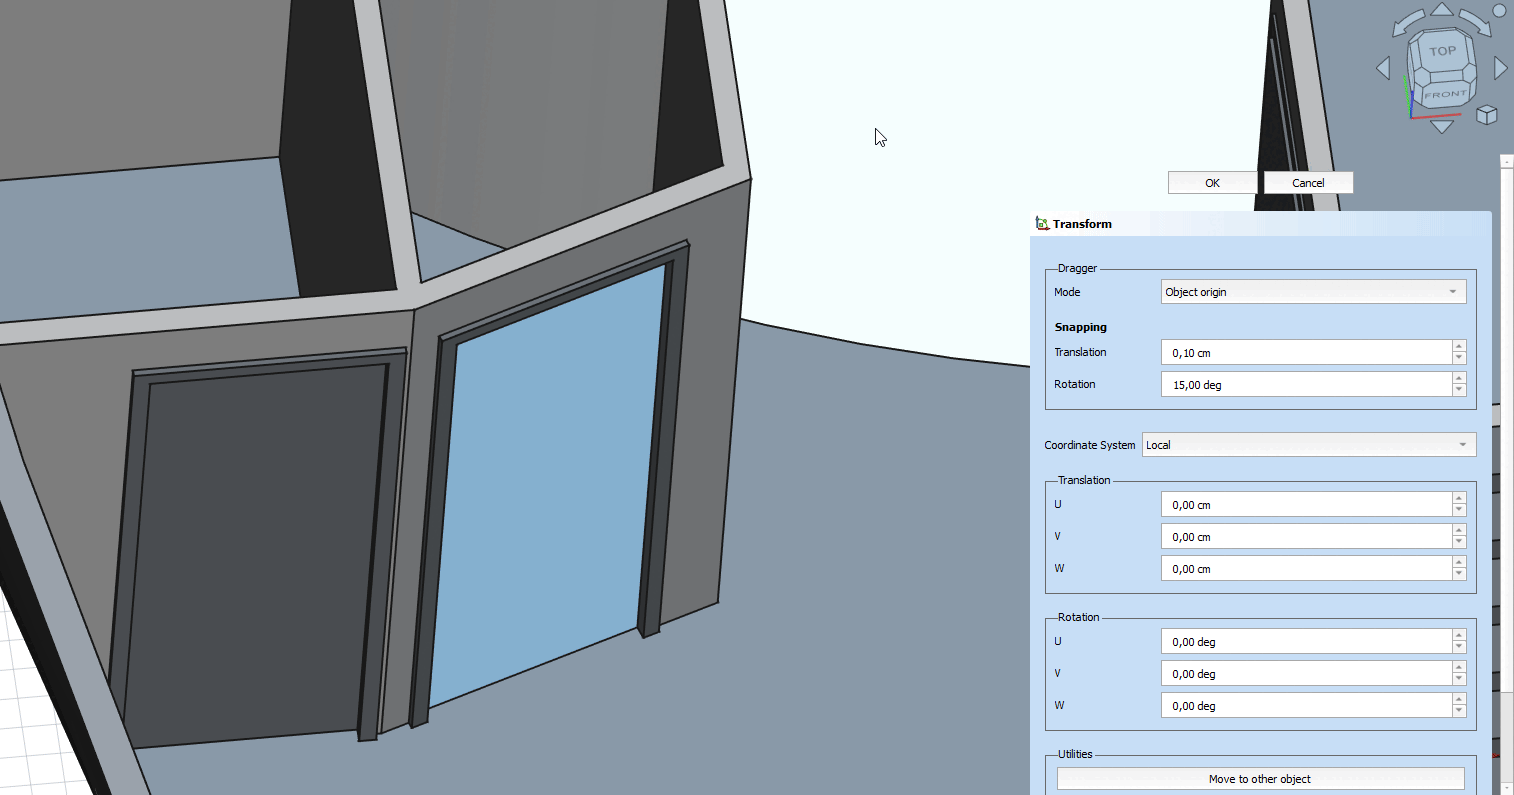 TOP
FRONT
OK Cancel
Transform
Dragger
Mode Object origin
Snapping
Translation 0,10 cm
Rotation 15,00 deg
Coordinate System Local
Translation
U 0,00 cm
V 0,00 cm
W 0,00 cm
Rotation
U 0,00 deg
V 0,00 deg
W 0,00 deg
Utilities
Move to other object